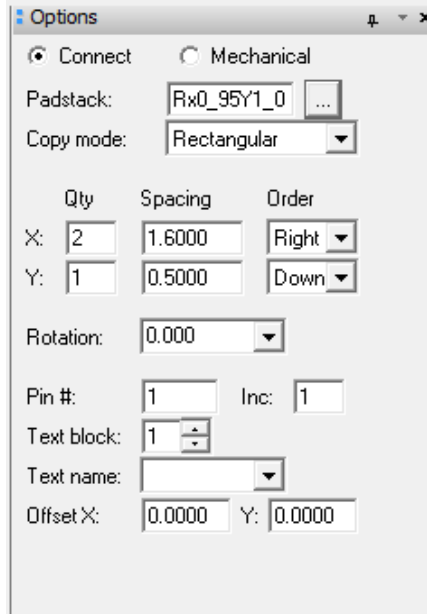 Options
Connect Mechanical
Padstack: Rx0_95Y1_0 ...
Copy mode: Rectangular
Qty Spacing Order
X: 2 1.6000 Right
Y: 1 0.5000 Down
Rotation: 0.000
Pin #: 1 Inc: 1
Text block: 1
Text name:
Offset X: 0.0000 Y: 0.0000